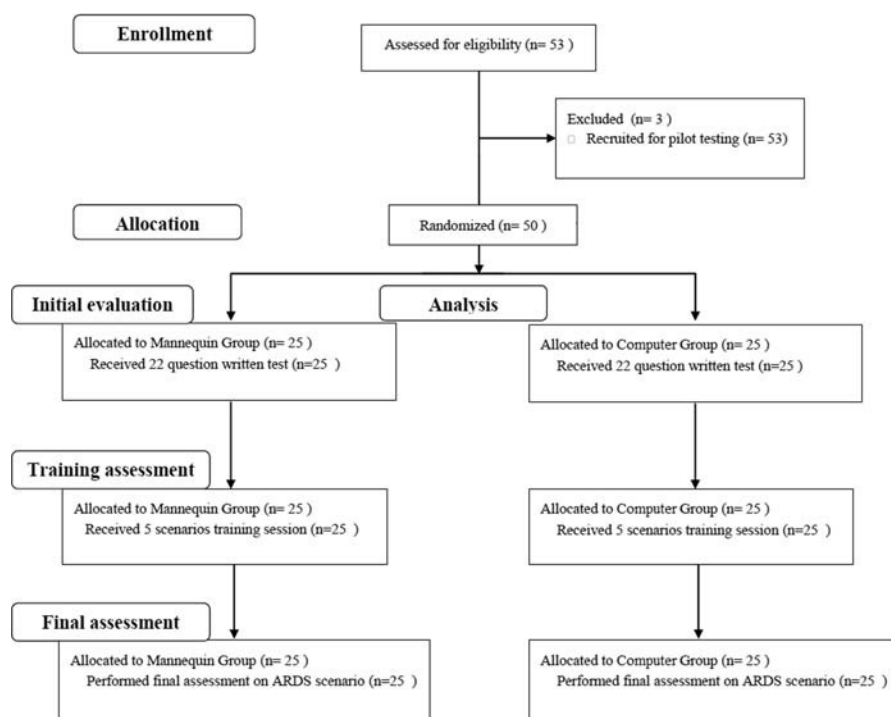 Enrollment
Assessed for eligibility (n= 53 )
Excluded (n= 3 )
Recruited for pilot testing (n= 53)
Allocation
Randomized (n= 50 )
Initial evaluation
Analysis
Allocated to Mannequin Group (n= 25 )
Received 22 question written test (n=25 )
Allocated to Computer Group (n= 25 )
Received 22 question written test (n=25 )
Training assessment
Allocated to Mannequin Group (n= 25 )
Received 5 scenarios training session (n=25 )
Allocated to Computer Group (n= 25 )
Received 5 scenarios training session (n=25 )
Final assessment
Allocated to Mannequin Group (n= 25 )
Performed final assessment on ARDS scenario (n=25 )
Allocated to Computer Group (n= 25 )
Performed final assessment on ARDS scenario (n=25 )